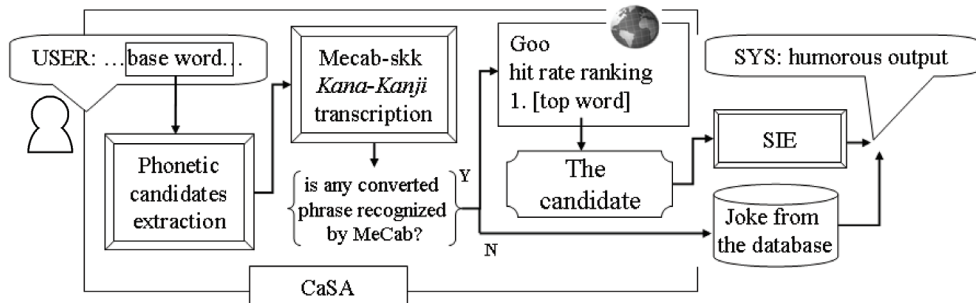 USER: …base word…
Phonetic
candidates
extraction
Mecab-skk
Kana-Kanji
transcription
is any converted
phrase recognized
by MeCab?
Y
N
Goo
hit rate ranking
1. [top word]
The
candidate
SIE
Joke from
the database
SYS: humorous output
CaSA